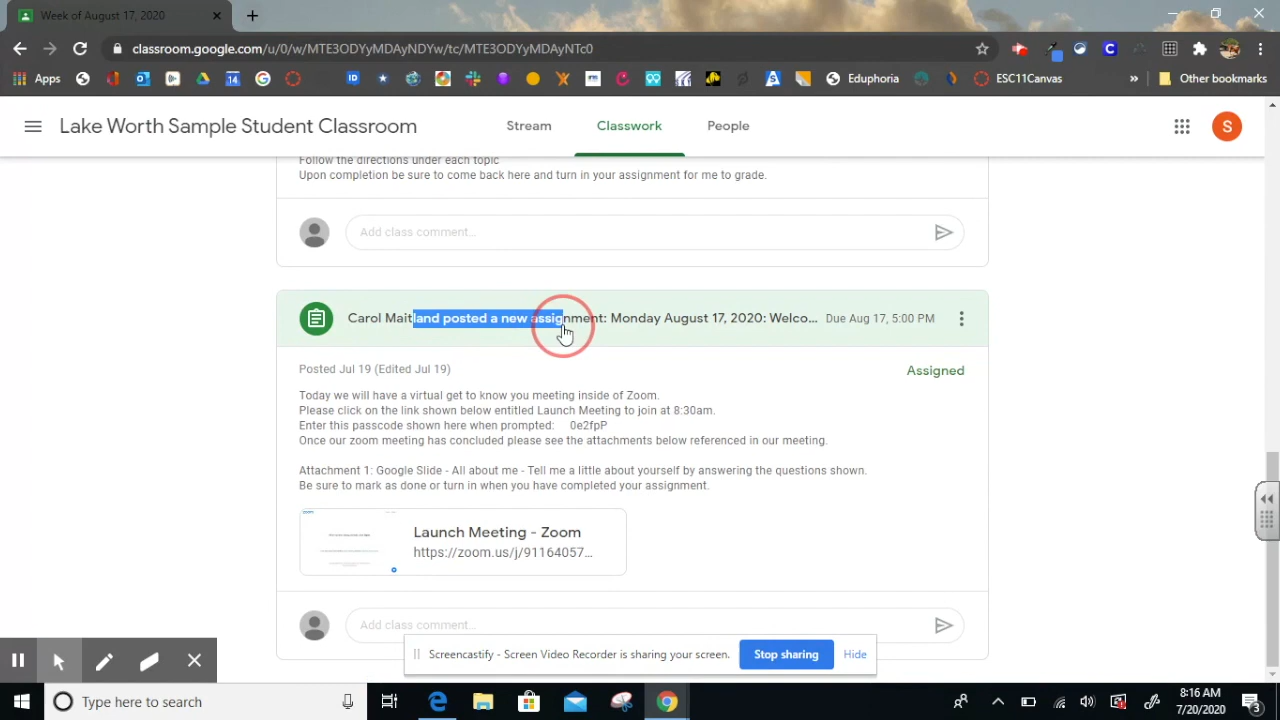 Week of August 17, 2020
classroom.google.com/u/0/w/MTE3ODYyMDAyNDYw/tc/MTE3ODYyMDAyNTc0
Apps
Eduphoria
ESC11Canvas
Other bookmarks
Lake Worth Sample Student Classroom
Stream
Classwork
People
S
Follow the directions under each topic
Upon completion be sure to come back here and turn in your assignment for me to grade.
Add class comment...
Carol Maitland posted a new assignment: Monday August 17, 2020: Welco... Due Aug 17, 5:00 PM
Posted Jul 19 (Edited Jul 19)
Assigned
Today we will have a virtual get to know you meeting inside of Zoom.
Please click on the link shown below entitled Launch Meeting to join at 8:30am.
Enter this passcode shown here when prompted: 0e2fpP
Once our zoom meeting has concluded please see the attachments below referenced in our meeting.
Attachment 1: Google Slide - All about me - Tell me a little about yourself by answering the questions shown.
Be sure to mark as done or turn in when you have completed your assignment.
Launch Meeting - Zoom
https://zoom.us/j/91164057...
Add class comment...
Screencastify - Screen Video Recorder is sharing your screen.
Stop sharing
Hide
Type here to search
8:16 AM
7/20/2020
3